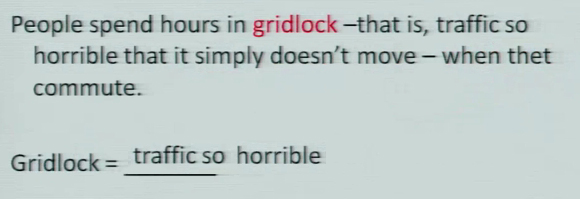 People spend hours in gridlock –that is, traffic so
horrible that it simply doesn't move – when thet
commute.
Gridlock = traffic so horrible